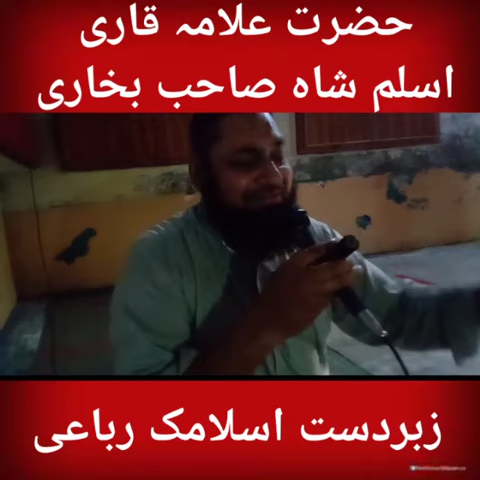 حضرت علامہ قاری
اسلم شاہ صاحب بخاری
زبردست اسلامک رباعی